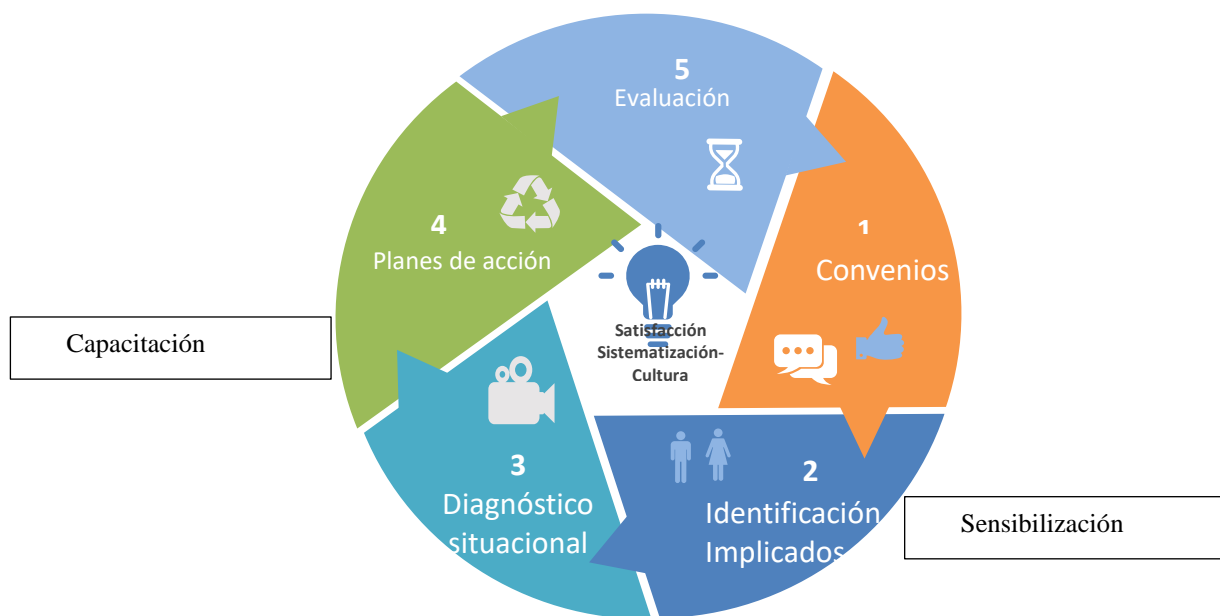 5
Evaluación
1
Convenios
4
Planes de acción
Capacitación
Satisfacción
Sistematización-
Cultura
3
Diagnóstico
situacional
2
Identificación
Implicados
Sensibilización